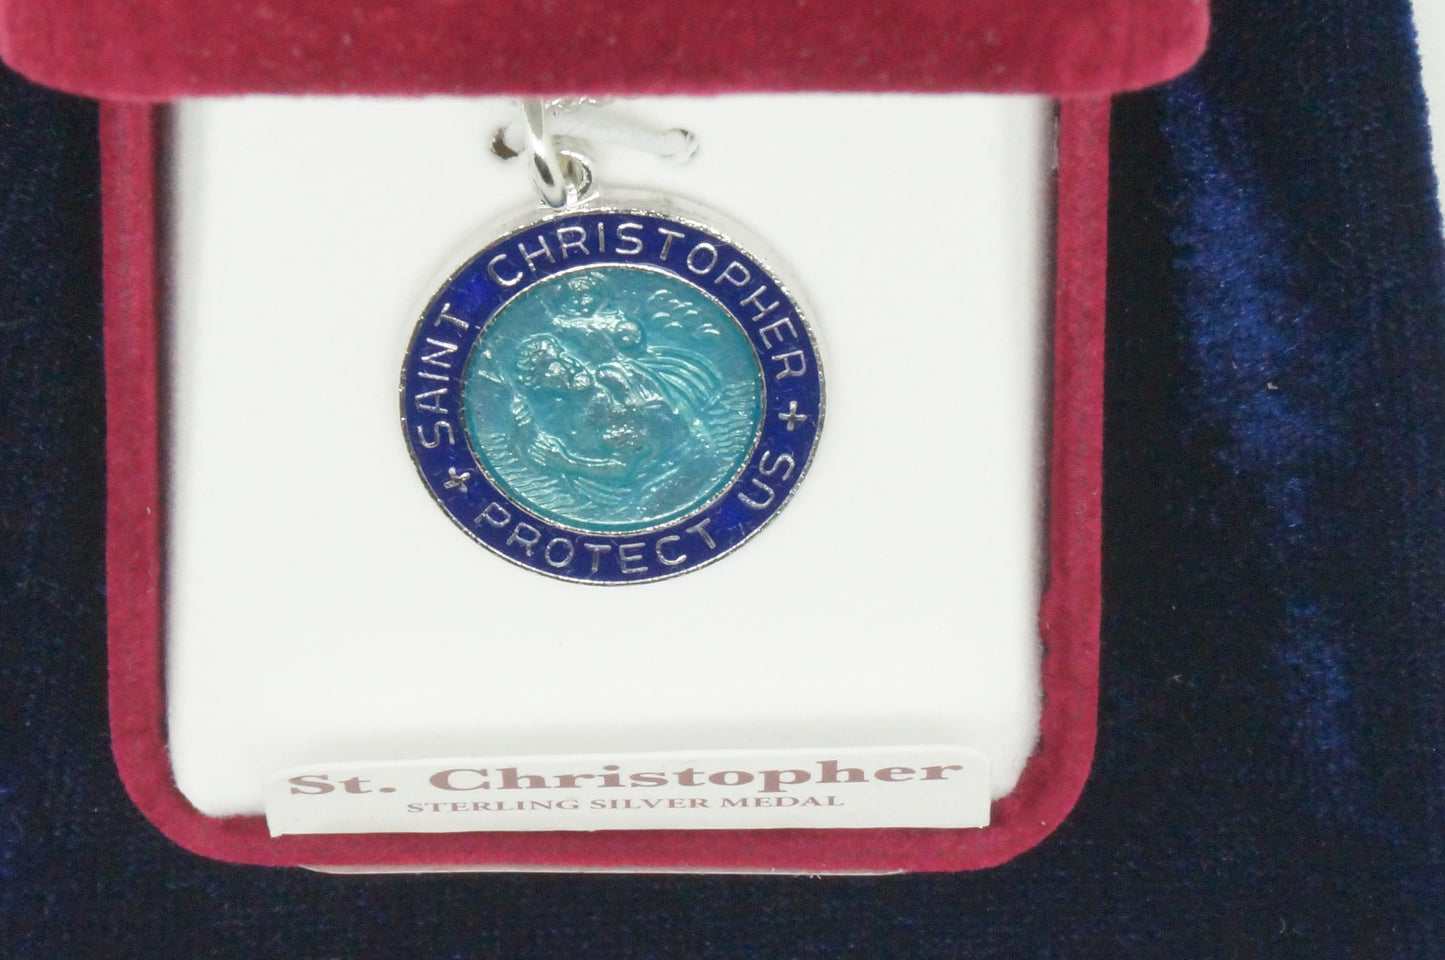 SAINT CHRISTOPHER
PROTECT US
St. Christopher
STERLING SILVER MEDAL